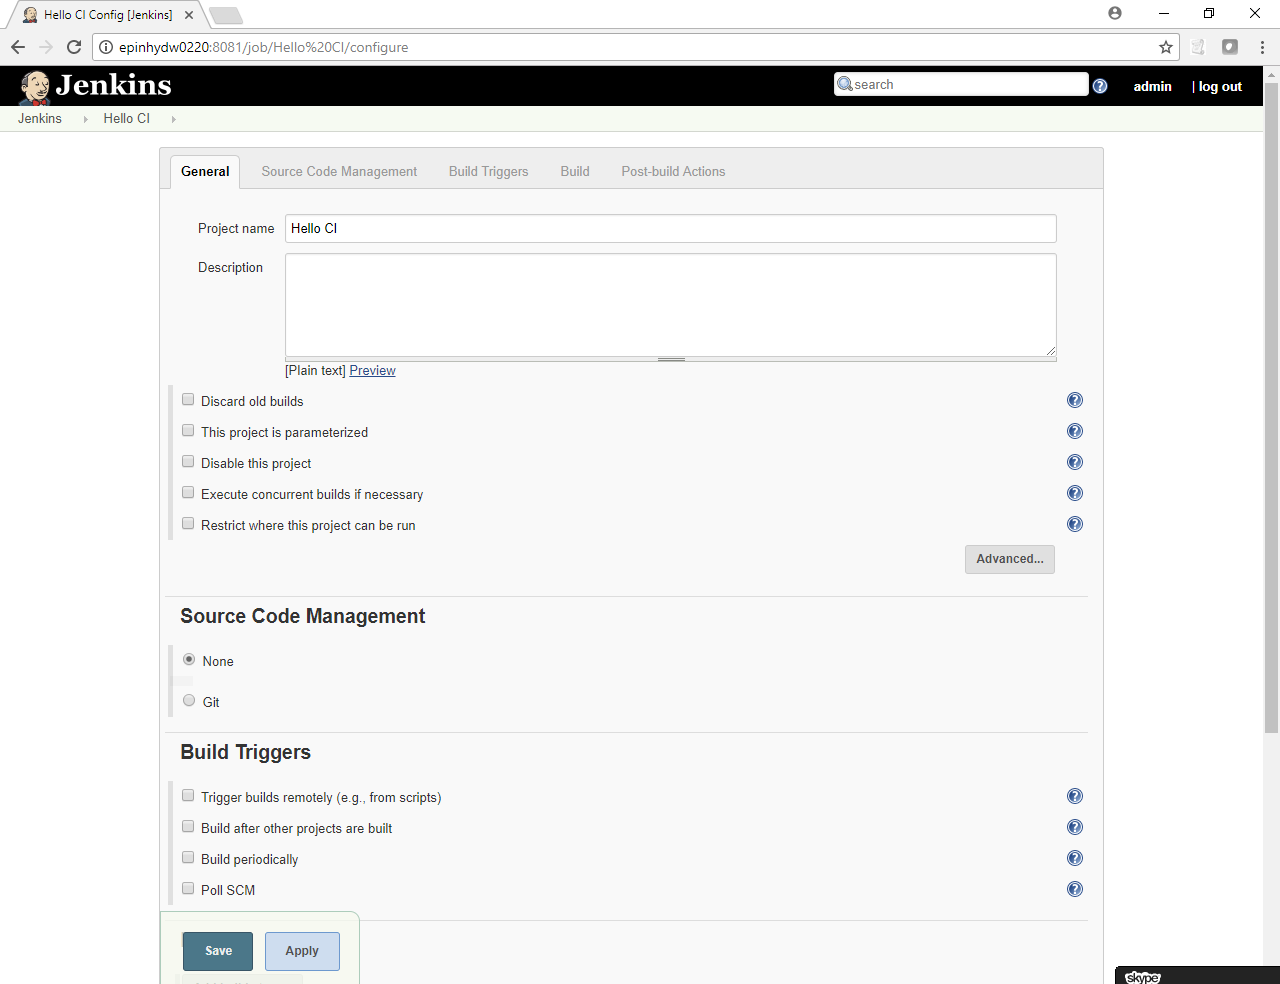 Hello CI Config [Jenkins]
epinhydw0220:8081/job/Hello%20CI/configure
Jenkins
search
admin
| log out
Jenkins
Hello CI
General
Source Code Management
Build Triggers
Build
Post-build Actions
Project name
Hello CI
Description
[Plain text] Preview
Discard old builds
This project is parameterized
Disable this project
Execute concurrent builds if necessary
Restrict where this project can be run
Advanced...
Source Code Management
None
Git
Build Triggers
Trigger builds remotely (e.g., from scripts)
Build after other projects are built
Build periodically
Poll SCM
Save
Apply
skype